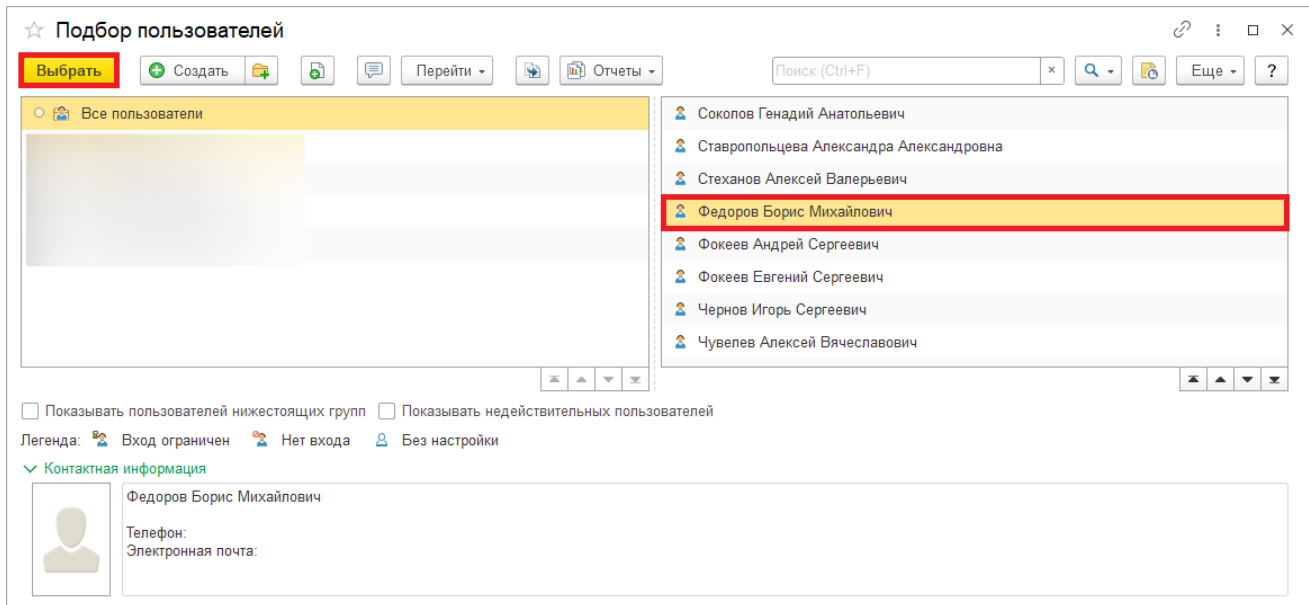 Подбор пользователей
Выбрать Создать Перейти Отчеты Поиск (Ctrl+F) × Еще ?
Все пользователи
Соколов Генадий Анатольевич
Ставропольцева Александра Александровна
Стеханов Алексей Валерьевич
Федоров Борис Михайлович
Фокеев Андрей Сергеевич
Фокеев Евгений Сергеевич
Чернов Игорь Сергеевич
Чувелев Алексей Вячеславович
Показывать пользователей нижестоящих групп Показывать недействительных пользователей
Легенда: Вход ограничен Нет входа Без настройки
Контактная информация
Федоров Борис Михайлович
Телефон:
Электронная почта: